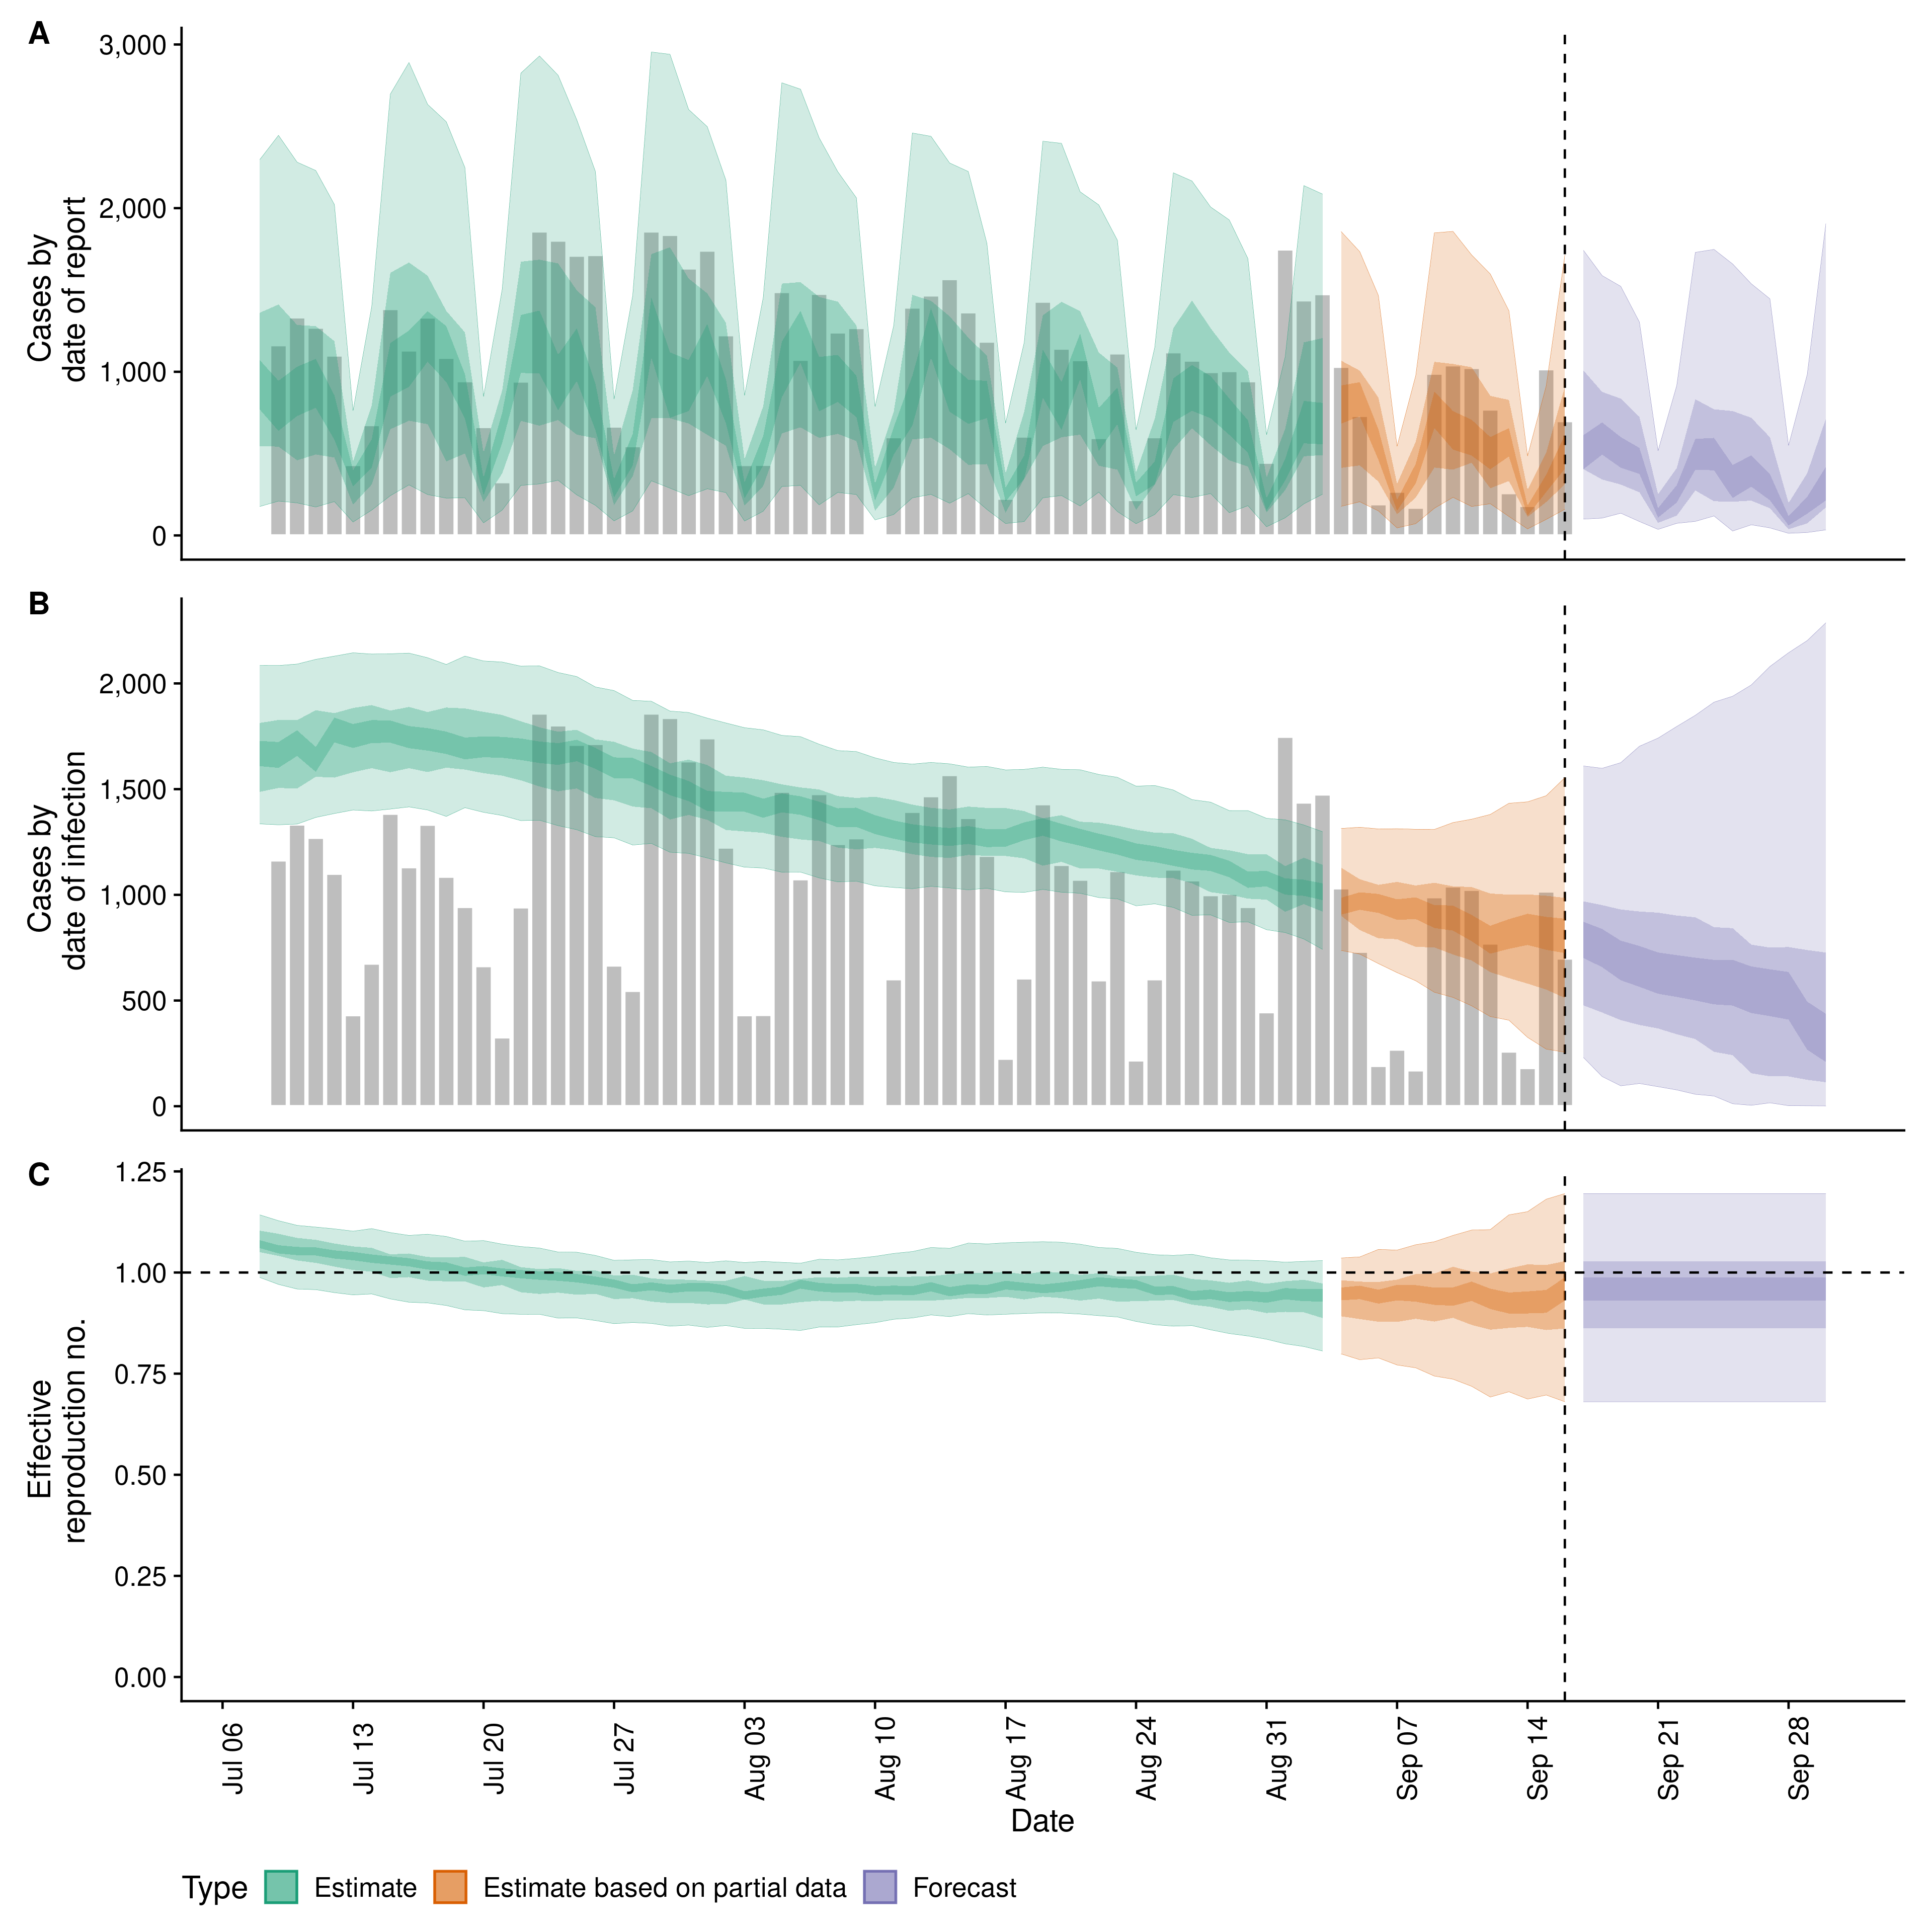 A
Cases by
date of report
3,000
2,000
1,000
0
B
Cases by
date of infection
2,000
1,500
1,000
500
0
C
Effective
reproduction no.
1.25
1.00
0.75
0.50
0.25
0.00
Jul 06
Jul 13
Jul 20
Jul 27
Aug 03
Aug 10
Aug 17
Aug 24
Aug 31
Sep 07
Sep 14
Sep 21
Sep 28
Date
Type Estimate Estimate based on partial data Forecast